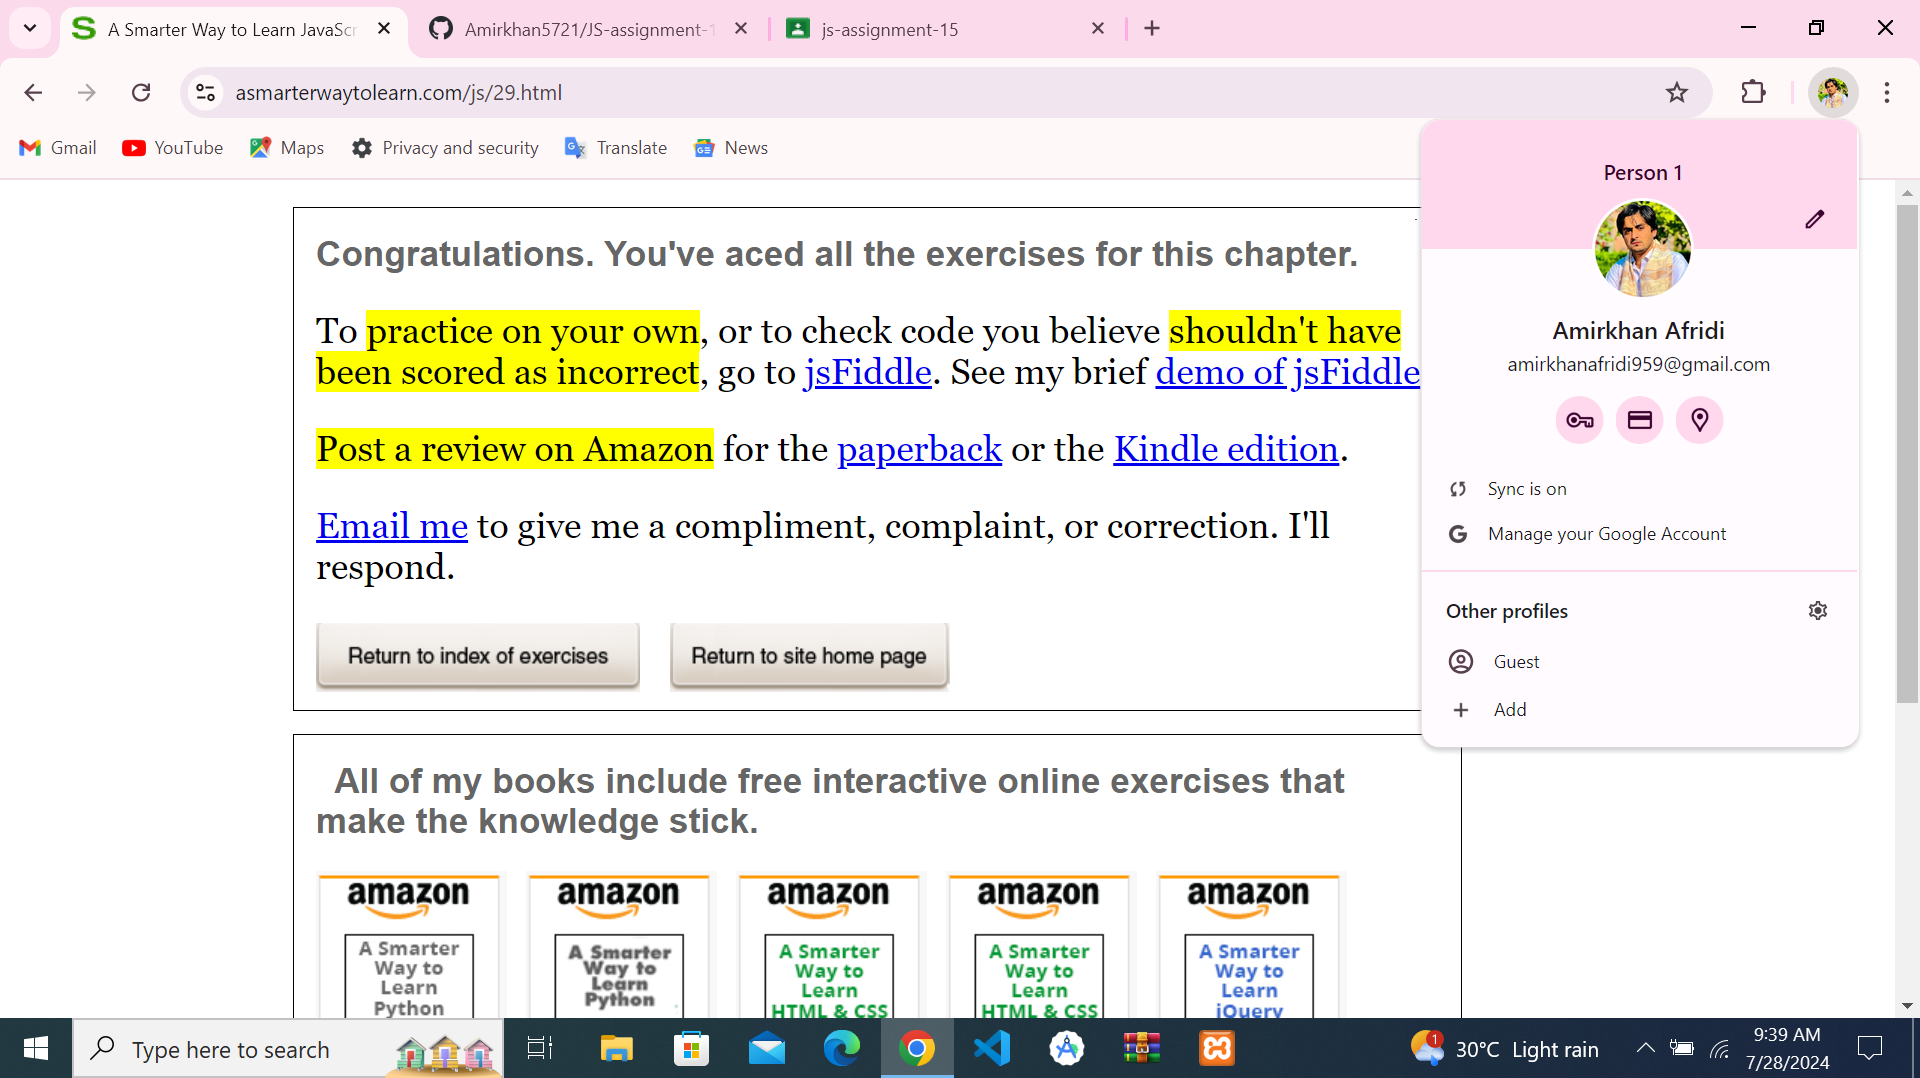 A Smarter Way to Learn JavaScr
Amirkhan5721/JS-assignment-1
js-assignment-15
asmarterwaytolearn.com/js/29.html
Gmail
YouTube
Maps
Privacy and security
Translate
News
Congratulations. You've aced all the exercises for this chapter.
To practice on your own, or to check code you believe shouldn't have
been scored as incorrect, go to jsFiddle. See my brief demo of jsFiddle
Post a review on Amazon for the paperback or the Kindle edition.
Email me to give me a compliment, complaint, or correction. I'll
respond.
Return to index of exercises
Return to site home page
Person 1
Amirkhan Afridi
amirkhanafridi959@gmail.com
Sync is on
Manage your Google Account
Other profiles
Guest
Add
All of my books include free interactive online exercises that
make the knowledge stick.
amazon
A Smarter
Way to
Learn
Python
amazon
A Smarter
Way to
Learn
Python
amazon
A Smarter
Way to
Learn
HTML & CSS
amazon
A Smarter
Way to
Learn
HTML & CSS
amazon
A Smarter
Way to
Learn
jQuery
Type here to search
1
30°C Light rain
9:39 AM
7/28/2024